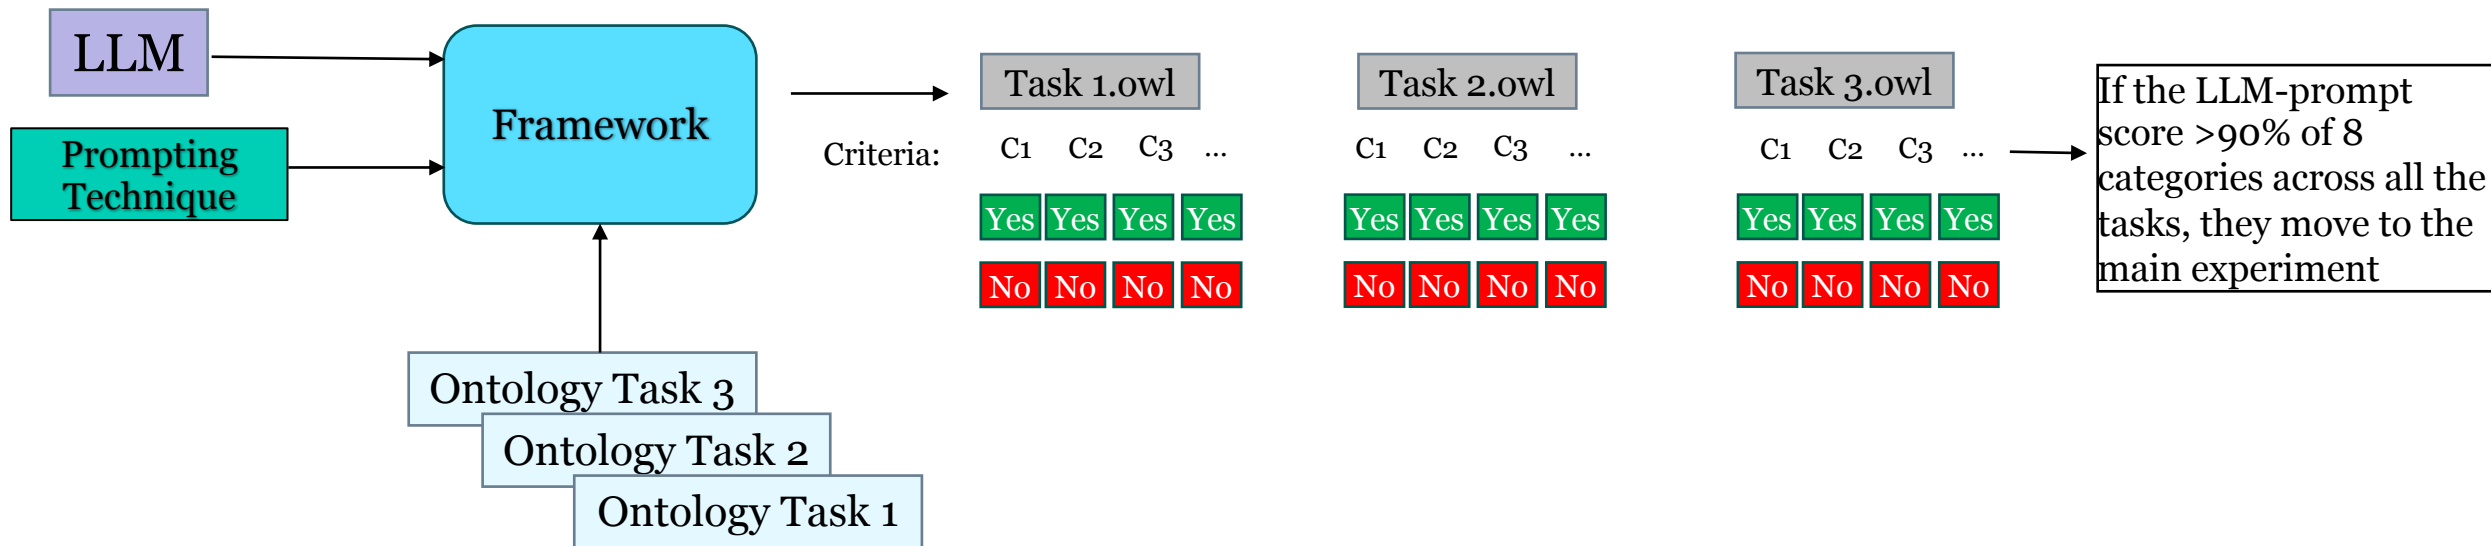 LLM
Prompting
Technique
Framework
Ontology Task 3
Ontology Task 2
Ontology Task 1
Task 1.owl
Task 2.owl
Task 3.owl
Criteria:
C1 C2 C3 ...
C1 C2 C3 ...
C1 C2 C3 ...
Yes Yes Yes Yes
Yes Yes Yes Yes
Yes Yes Yes Yes
No No No No
No No No No
No No No No
If the LLM-prompt
score >90% of 8
categories across all the
tasks, they move to the
main experiment